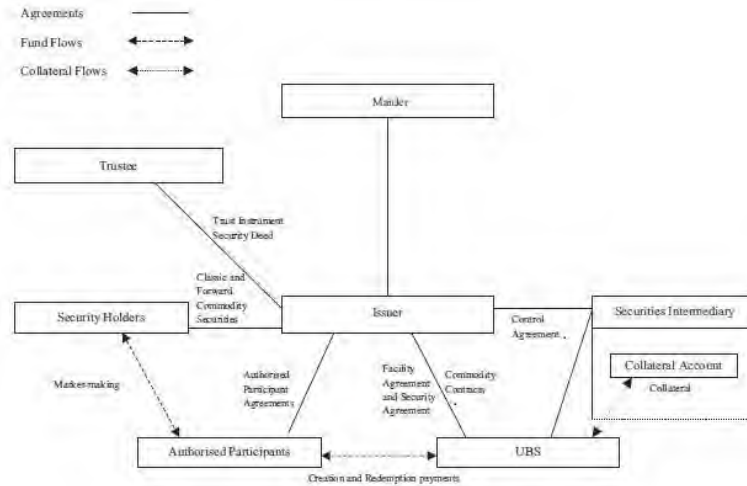 Agreements
Fund Flows
Collateral Flows
Trustee
Trust Instrument
Security Deed
Classic and
Forward
Commodity
Securities
Security Holders
Issuer
Securities Intermediary
Control
Agreement
Collateral Account
Collateral
Market-making
Authorised
Participant
Agreements
Facility
Agreement
and Security
Agreement
Commodity
Contracts
Authorised Participants
UBS
Creation and Redemption payments